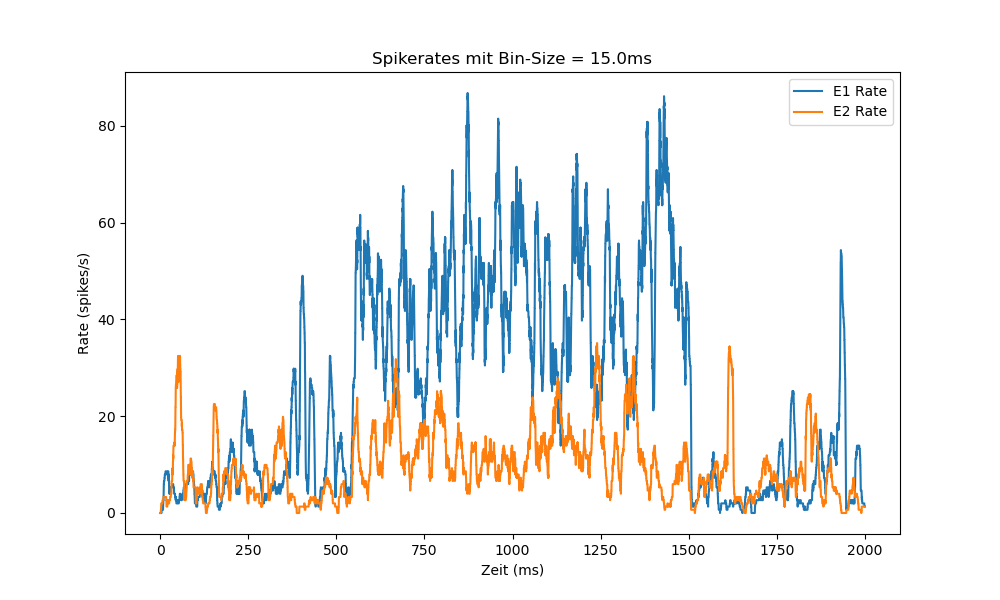 Spikerates mit Bin-Size = 15.0ms
E1 Rate
E2 Rate
Rate (spikes/s)
80
60
40
20
0
0 250 500 750 1000 1250 1500 1750 2000
Zeit (ms)